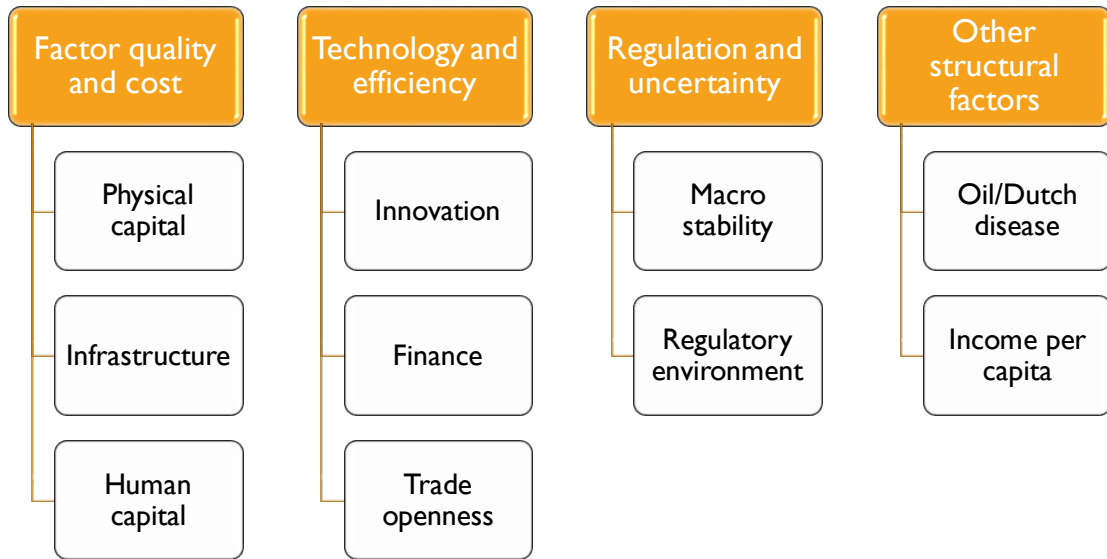 Factor quality
and cost
Physical
capital
Infrastructure
Human
capital
Technology and
efficiency
Innovation
Finance
Trade
openness
Regulation and
uncertainty
Macro
stability
Regulatory
environment
Other
structural
factors
Oil/Dutch
disease
Income per
capita